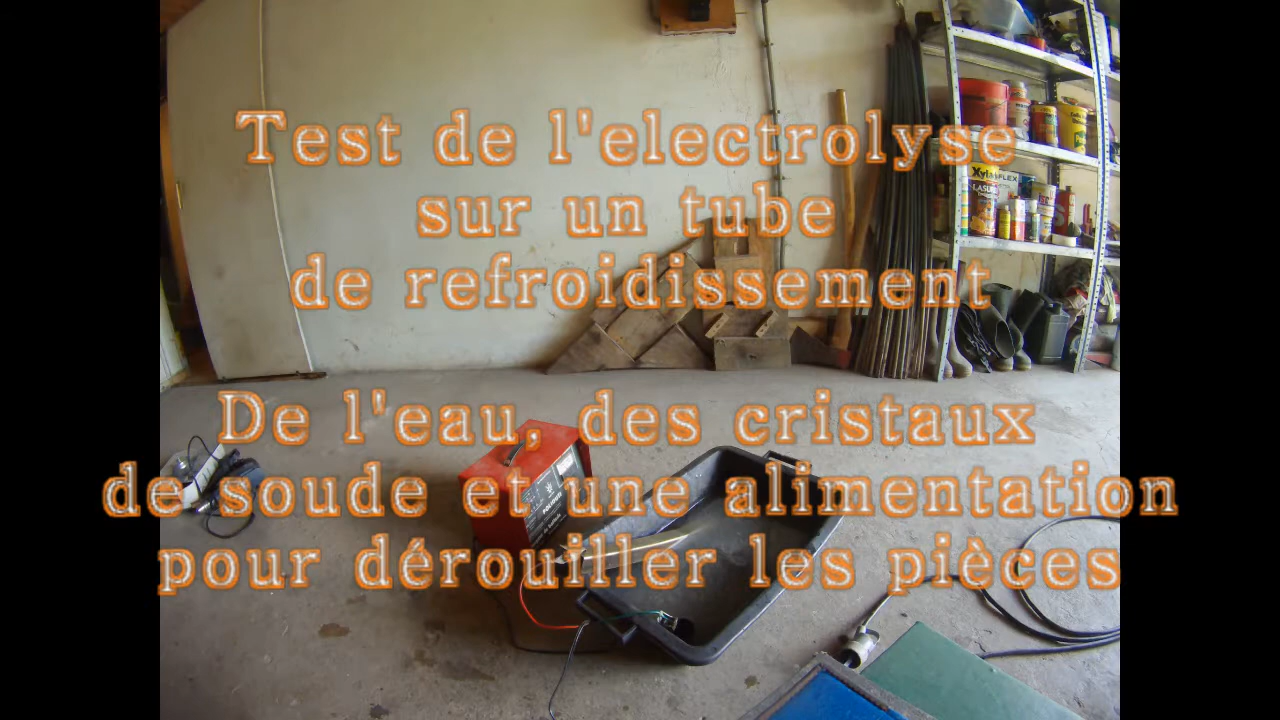 Test de l'electrolyse
sur un tube
de refroidissement
De l'eau, des cristaux
de soude et une alimentation
pour dérouiller les pièces
LASURE